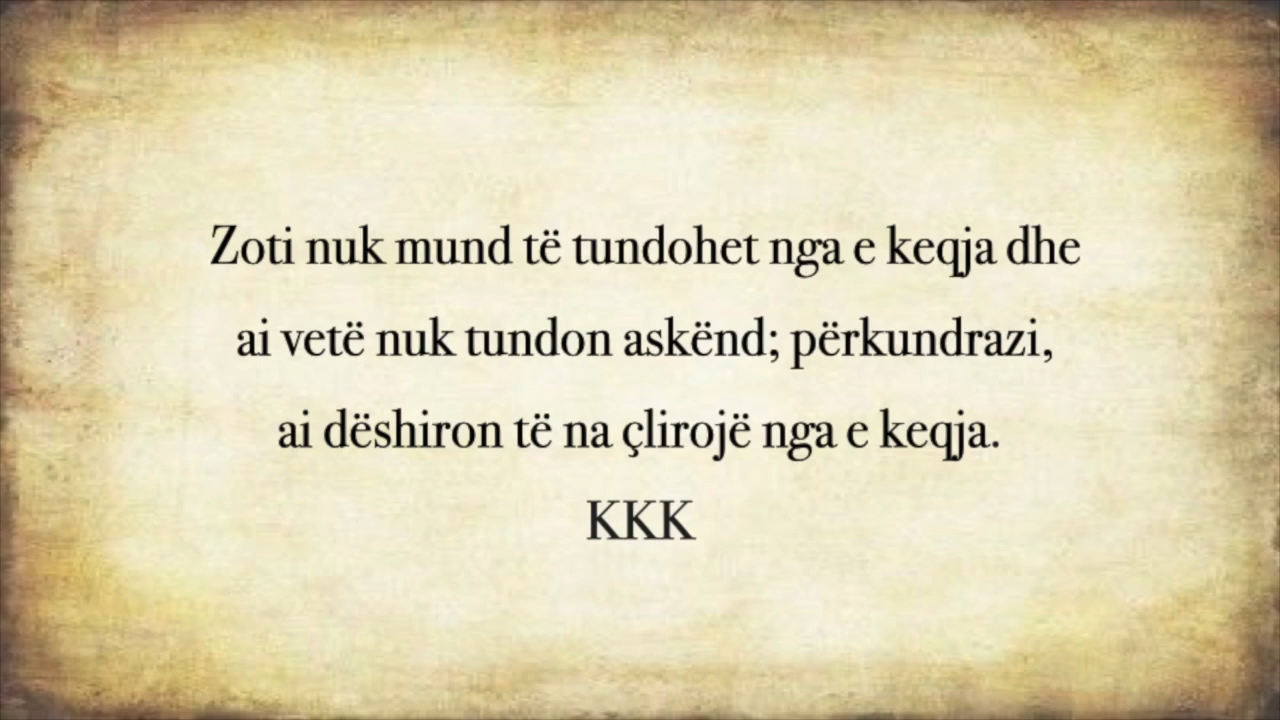 Zoti nuk mund të tundohet nga e keqja dhe
ai vetë nuk tundon askënd; përkundrazi,
ai dëshiron të na çlirojë nga e keqja.
KKK